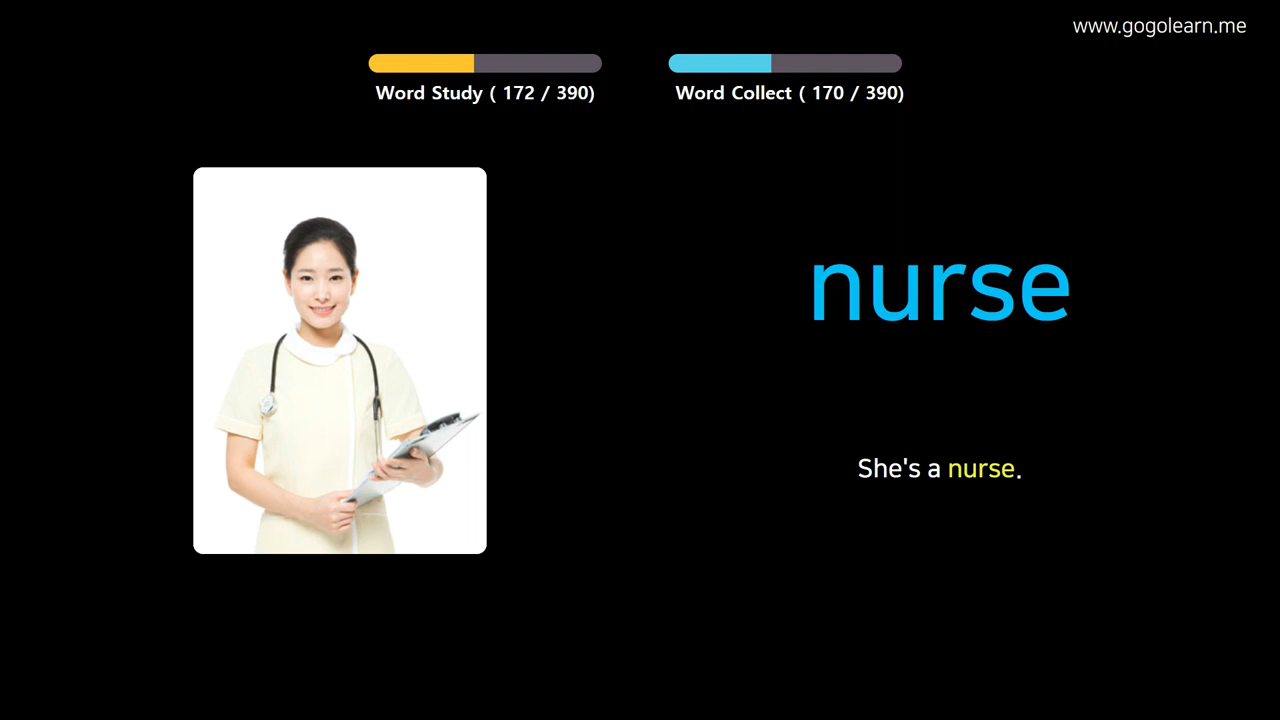 www.gogolearn.me
Word Study ( 172 / 390)
Word Collect ( 170 / 390)
nurse
She's a nurse.